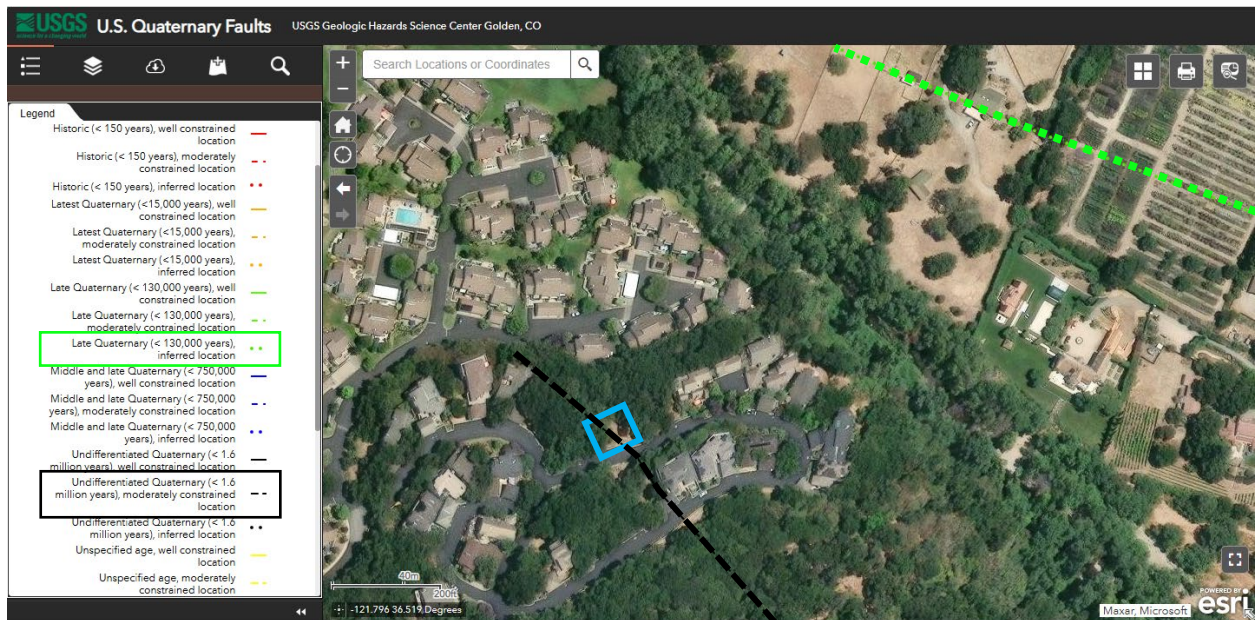 USGS
science for a changing world
U.S. Quaternary Faults
USGS Geologic Hazards Science Center Golden, CO
Search Locations or Coordinates
Legend
Historic (< 150 years), well constrained
location
Historic (< 150 years), moderately
constrained location
Historic (< 150 years), inferred location
Latest Quaternary (<15,000 years), well
constrained location
Latest Quaternary (<15,000 years),
moderately constrained location
Latest Quaternary (<15,000 years),
inferred location
Late Quaternary (< 130,000 years), well
constrained location
Late Quaternary (< 130,000 years),
moderately contrained location
Late Quaternary (< 130,000 years),
inferred location
Middle and late Quaternary (< 750,000
years), well constrained location
Middle and late Quaternary (< 750,000
years), moderately constrained location
Middle and late Quaternary (< 750,000
years), inferred location
Undifferentiated Quaternary (< 1.6
million years), well constrained location
Undifferentiated Quaternary (< 1.6
million years), moderately constrained
location
Undifferentiated Quaternary (< 1.6
million years), inferred location
Unspecified age, well constrained
location
Unspecified age, moderately
constrained location
40m
200ft
-121.796 36.519 Degrees
Maxar, Microsoft
POWERED BY
esri